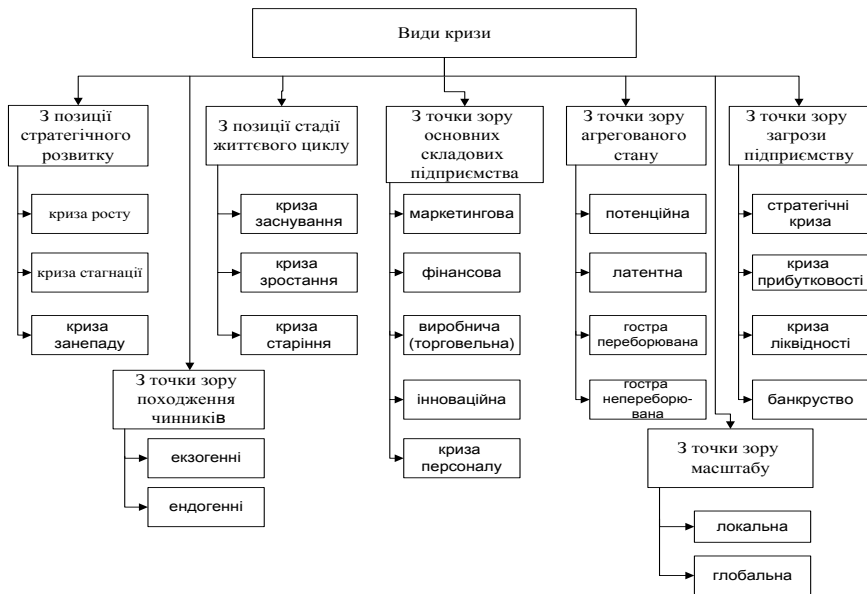 Види кризи
З позиції
стратегічного
розвитку
криза росту
криза стагнації
криза
занепаду
З точки зору
походження
чинників
екзогенні
ендогенні
З позиції стадії
життєвого циклу
криза
заснування
криза
зростання
криза
старіння
З точки зору
основних
складових
підприємства
маркетингова
фінансова
виробнича
(торговельна)
інноваційна
криза
персоналу
З точки зору
агрегованого
стану
потенційна
латентна
гостра
переборювана
гостра
непереборю-
вана
З точки зору
загрози
підприємству
стратегічні
криза
криза
прибутковості
криза
ліквідності
банкруство
З точки зору
масштабу
локальна
глобальна